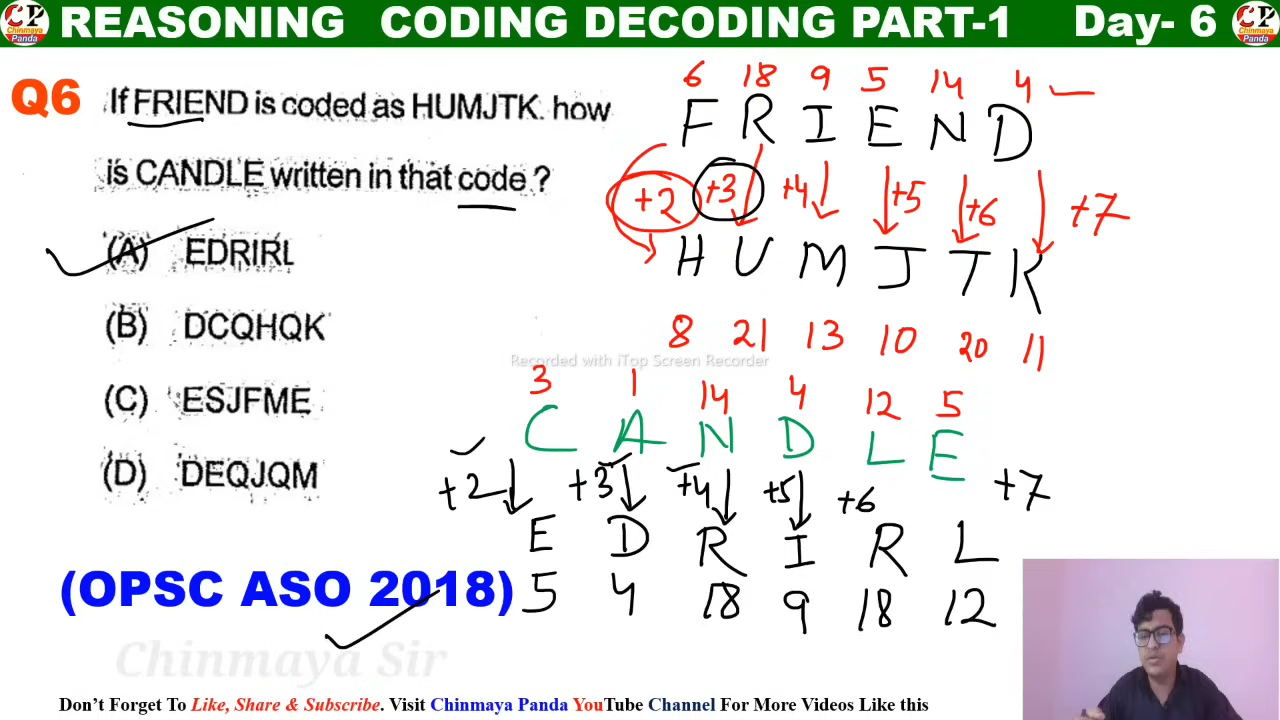 REASONING CODING DECODING PART-1 Day- 6
Chinmaya Panda
Chinmaya Panda
Q6 If FRIEND is coded as HUMJTK. how
is CANDLE written in that code ?
(A) EDRIRL
(B) DCQHQK
(C) ESJFME
(D) DEQJQM
(OPSC ASO 2018)
Chinmaya Sir
6 18 9 5 14 4
F R I E N D
+2 +3 +4 +5 +6 +7
H U M J T K
8 21 13 10 20 11
Recorded with iTop Screen Recorder
3 1 14 4 12 5
C A N D L E
+2 +3 +4 +5 +6 +7
E D R I R L
5 4 18 9 18 12
Don't Forget To Like, Share & Subscribe. Visit Chinmaya Panda YouTube Channel For More Videos Like this